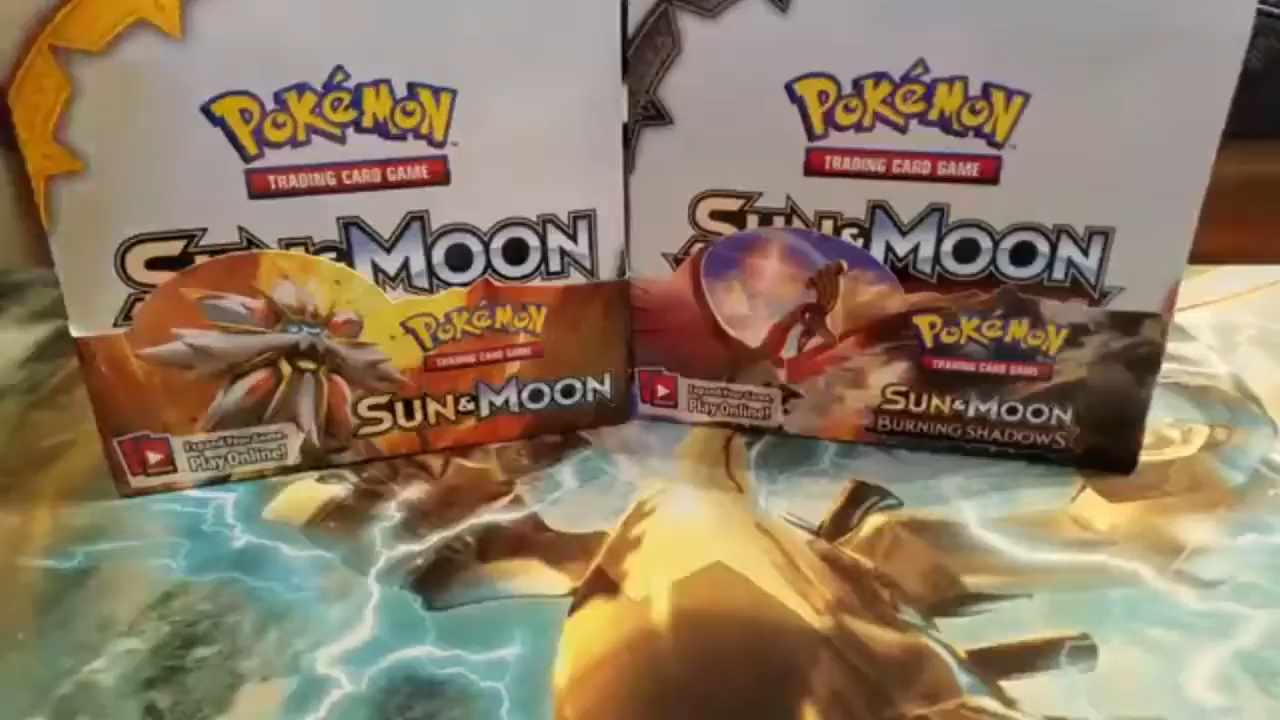 POKéMON
TRADING CARD GAME
SUN & MOON
POKéMON
TRADING CARD GAME
SUN & MOON
Expand Your Game.
Play Online!
POKéMON
TRADING CARD GAME
SUN & MOON
POKéMON
TRADING CARD GAME
SUN & MOON
BURNING SHADOWS
Expand Your Game.
Play Online!